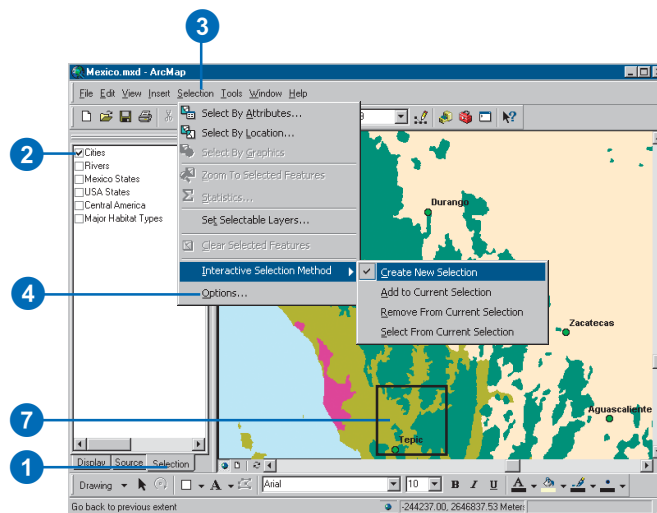 3
Mexico.mxd - ArcMap
File Edit View Insert Selection Tools Window Help
2
Cities
Rivers
Mexico States
USA States
Central America
Major Habitat Types
Select By Attributes...
Select By Location...
Select By Graphics
Zoom To Selected Features
Statistics...
Set Selectable Layers...
Clear Selected Features
Interactive Selection Method
4
Options...
Create New Selection
Add to Current Selection
Remove From Current Selection
Select From Current Selection
Durango
Zacatecas
7
Aguascaliente
Tepic
1
Display Source Selection
Drawing A Arial 10 B I U A
Go back to previous extent
-244237.00, 2646837.53 Meters